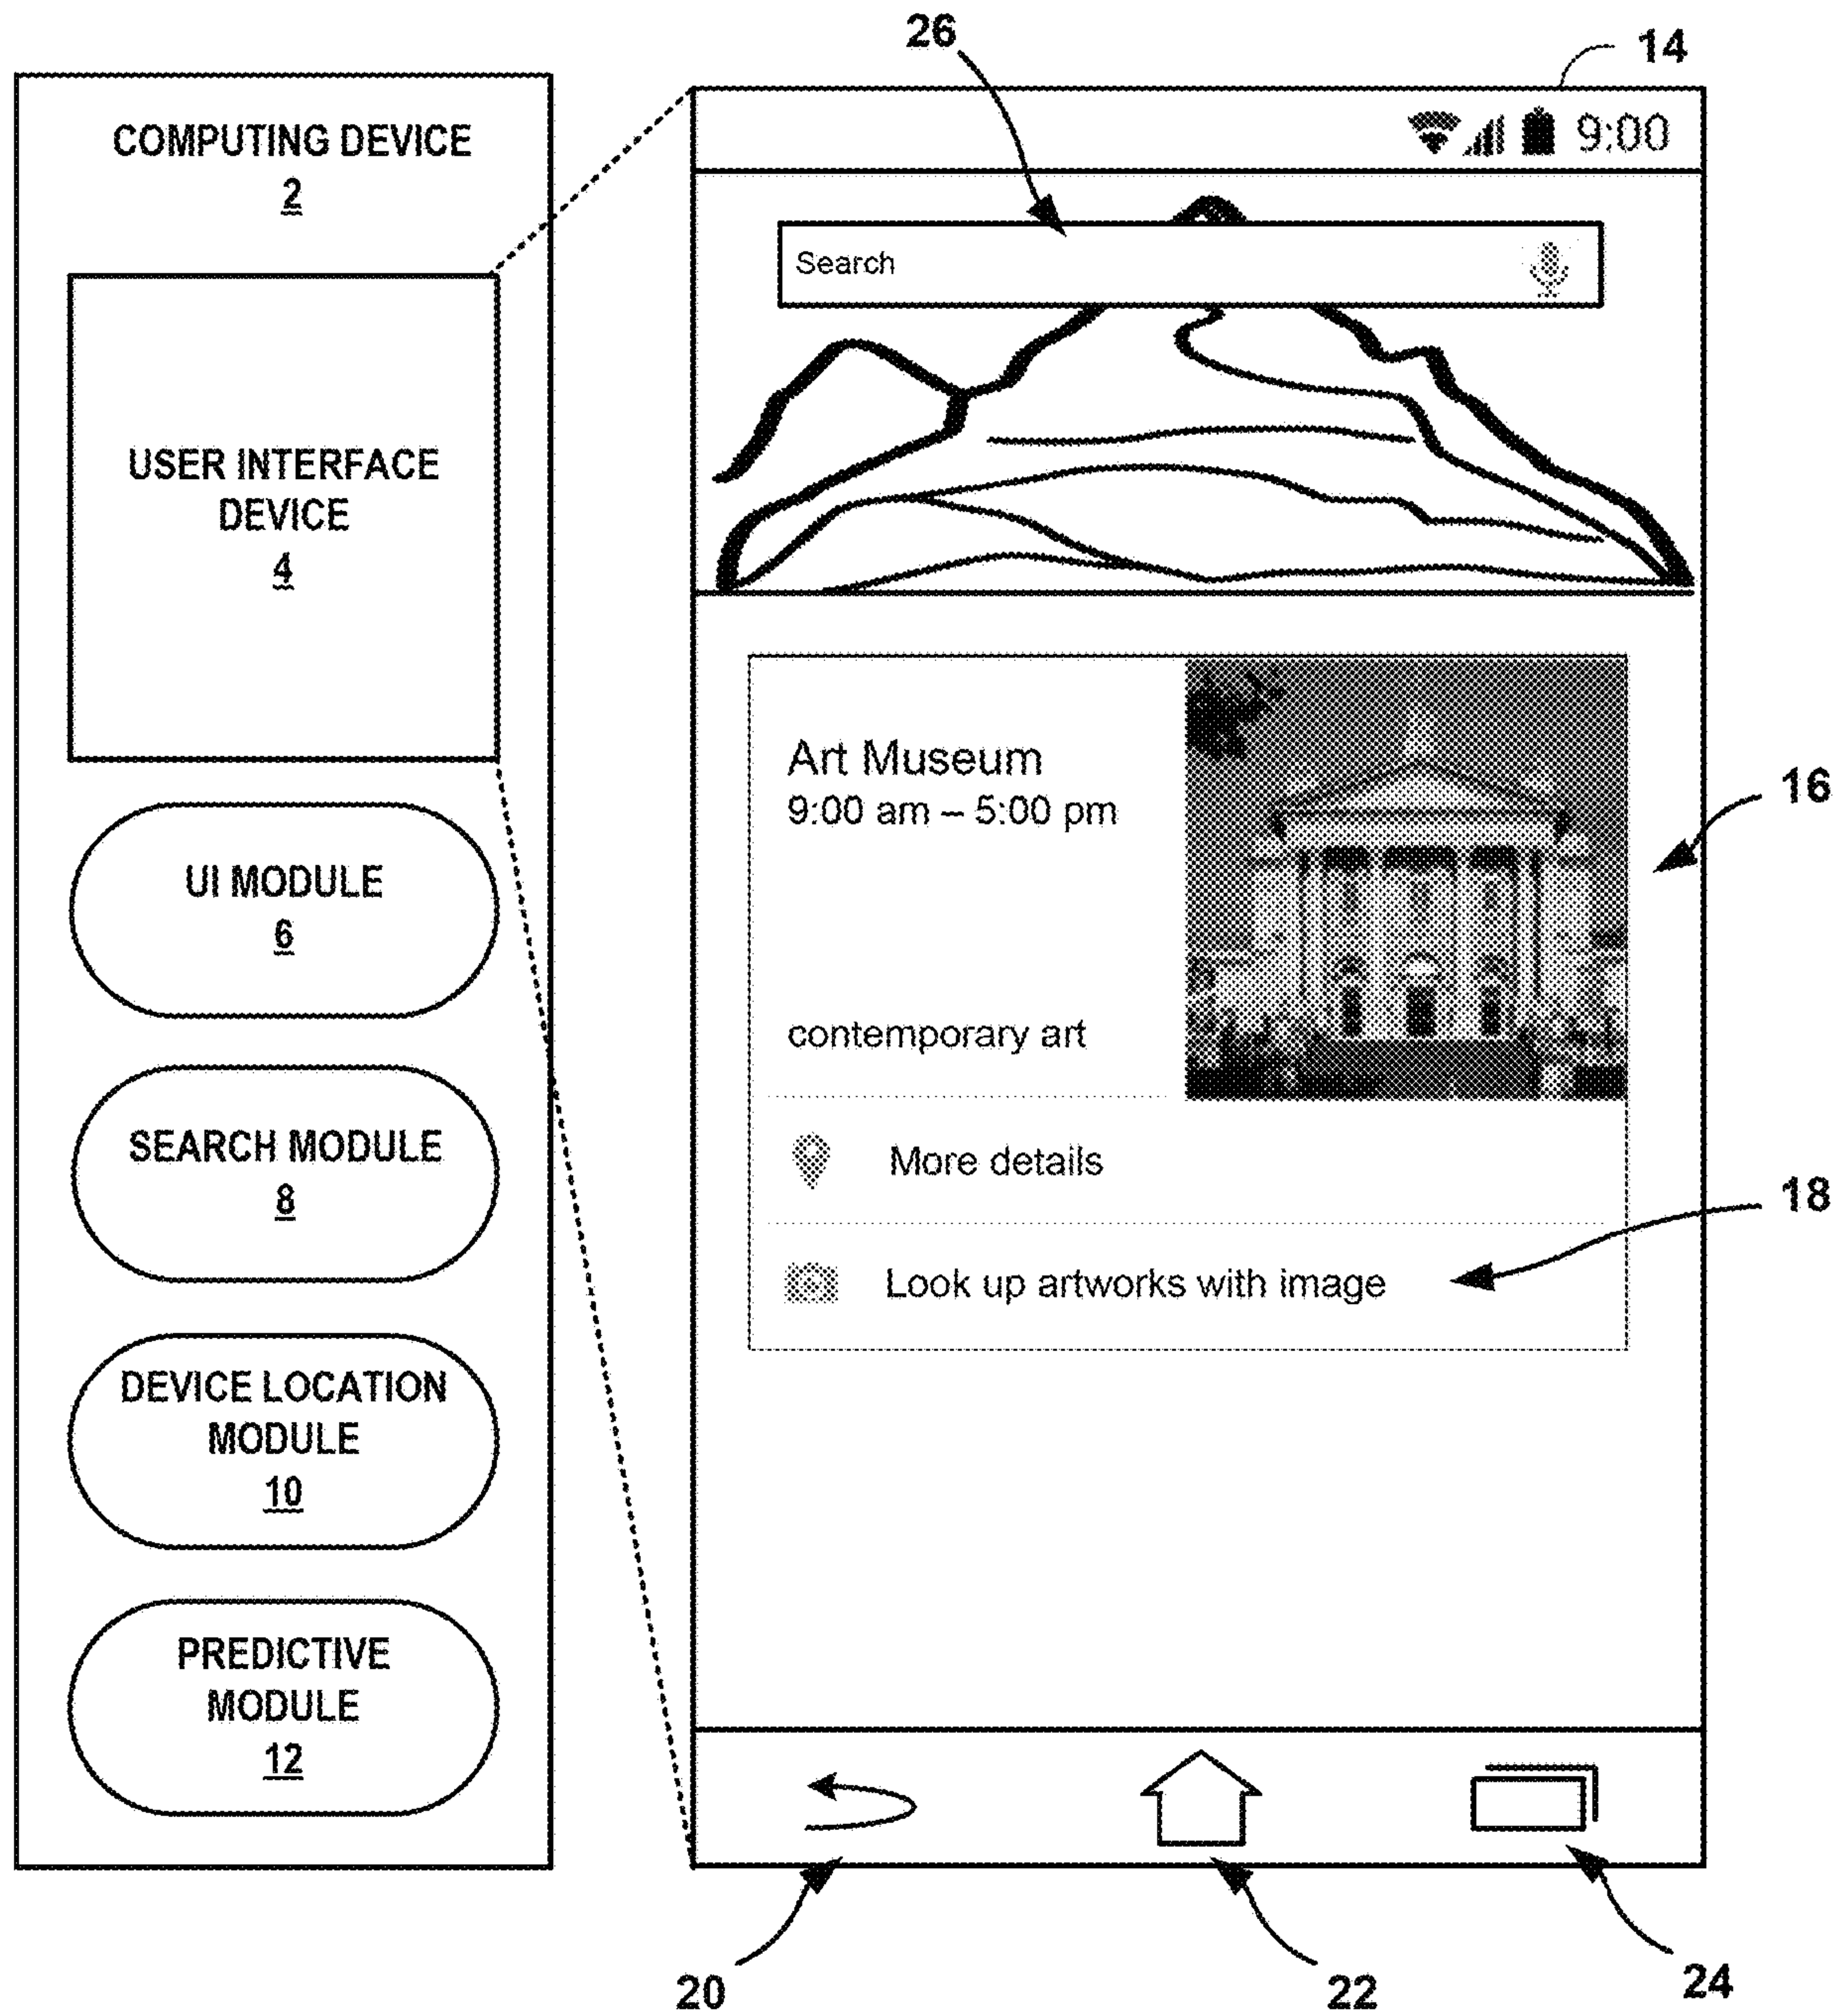 COMPUTING DEVICE
2
USER INTERFACE
DEVICE
4
UI MODULE
6
SEARCH MODULE
8
DEVICE LOCATION
MODULE
10
PREDICTIVE
MODULE
12
26
14
9:00
Search
Art Museum
9:00 am – 5:00 pm
contemporary art
16
More details
18
Look up artworks with image
20
22
24